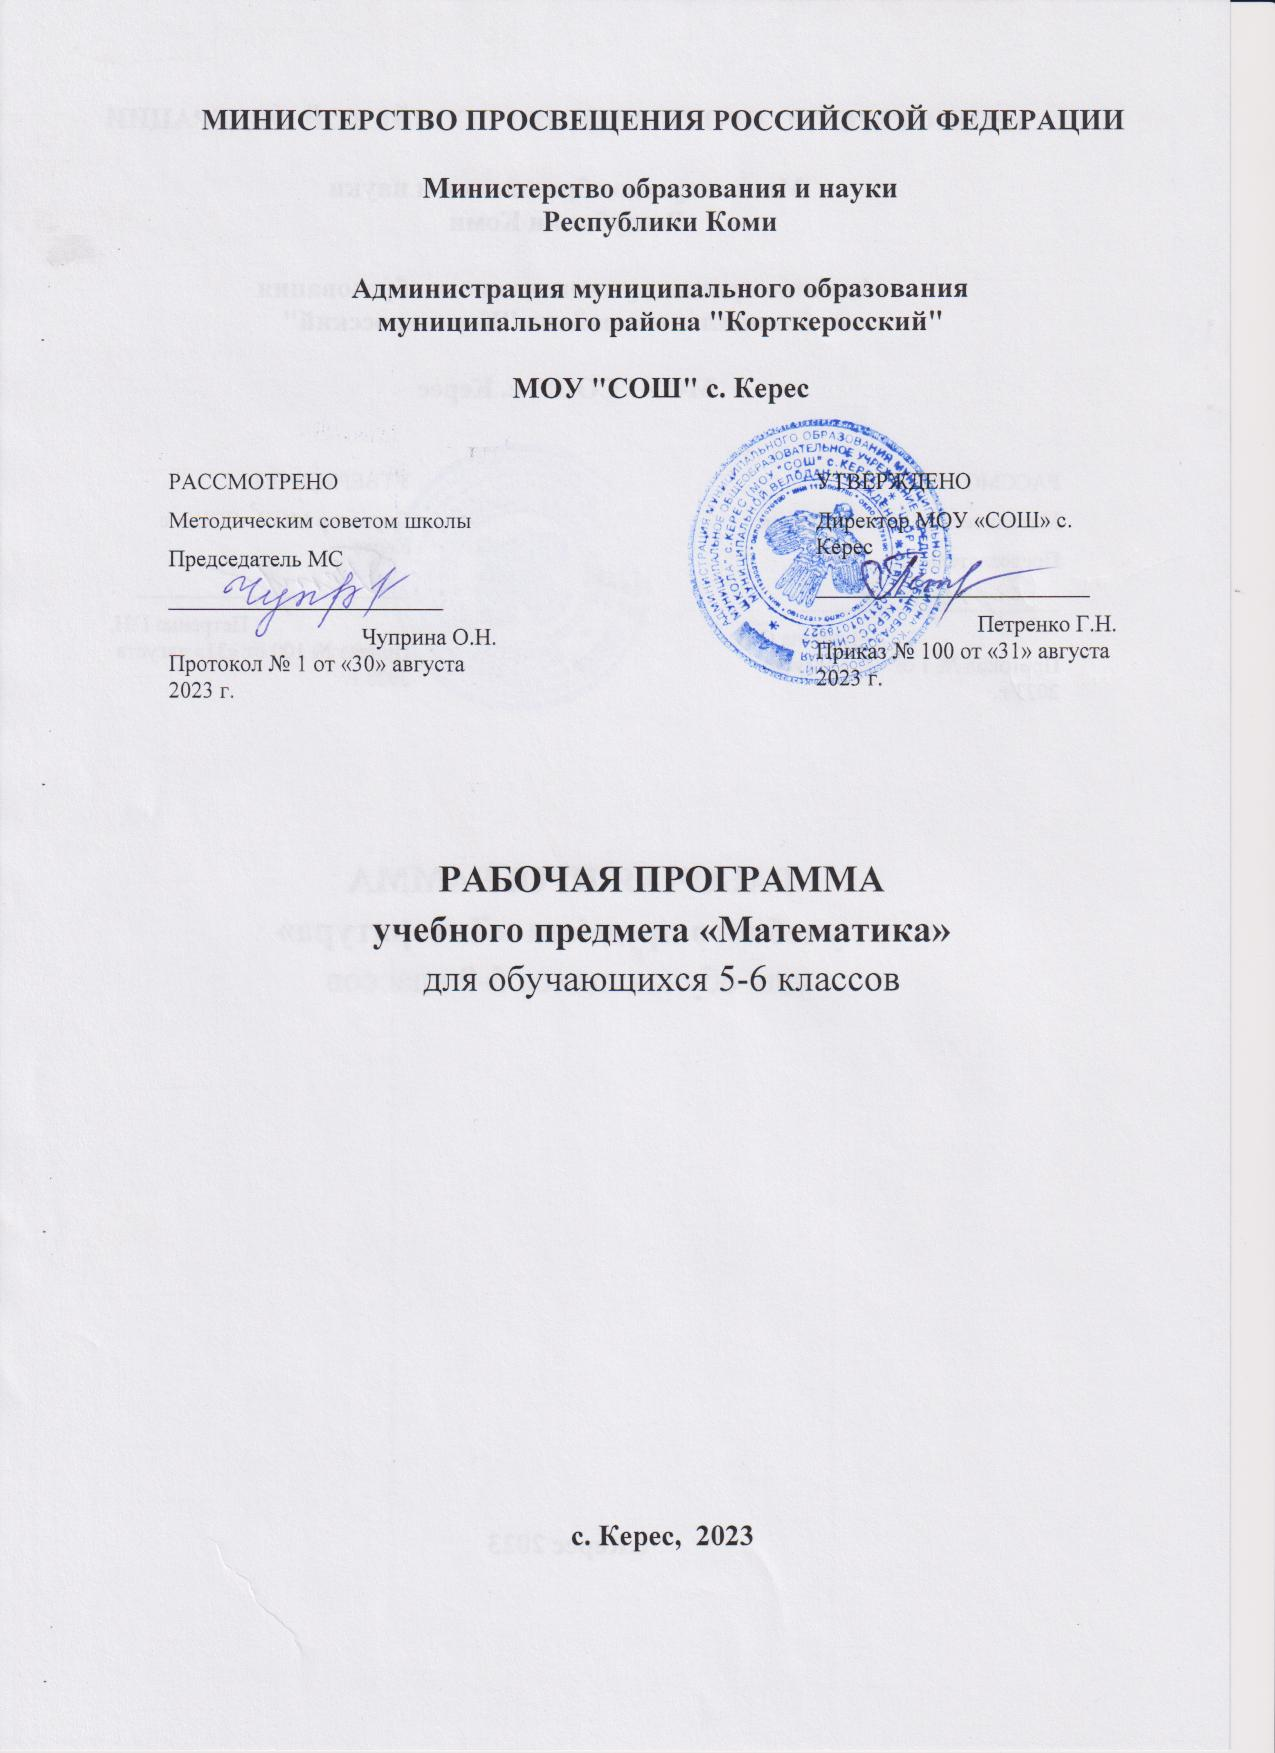 МИНИСТЕРСТВО ПРОСВЕЩЕНИЯ РОССИЙСКОЙ ФЕДЕРАЦИИ
Министерство образования и науки
Республики Коми
Администрация муниципального образования
муниципального района "Корткеросский"
МОУ "СОШ" с. Керес
РАССМОТРЕНО
Методическим советом школы
Председатель МС
Чуприна О.Н.
Протокол № 1 от «30» августа
2023 г.
УТВЕРЖДЕНО
Директор МОУ «СОШ» с.
Керес
Петренко Г.Н.
Приказ № 100 от «31» августа
2023 г.
РАБОЧАЯ ПРОГРАММА
учебного предмета «Математика»
для обучающихся 5-6 классов
с. Керес, 2023